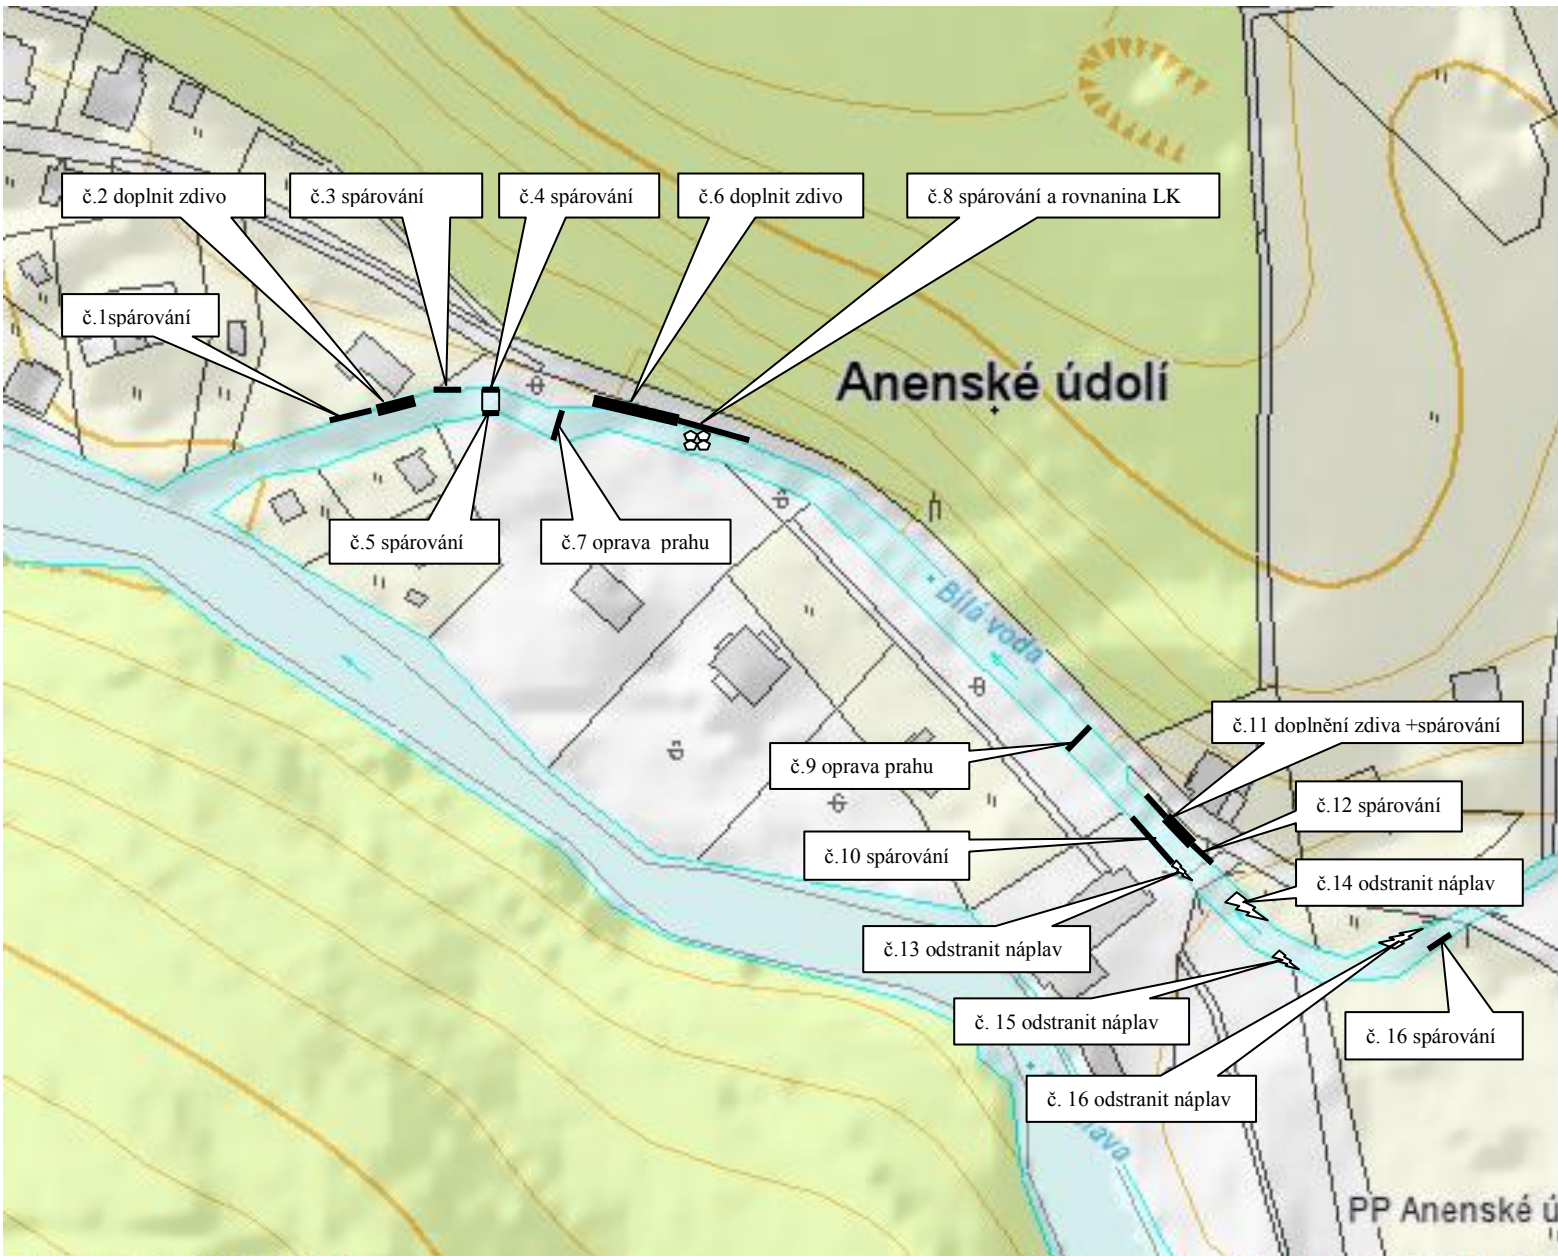 č.2 doplnit zdivo
č.3 spárování
č.4 spárování
č.6 doplnit zdivo
č.8 spárování a rovnanina LK
č.1spárování
Anenské údolí
č.5 spárování
č.7 oprava prahu
Bílá voda
č.11 doplnění zdiva +spárování
č.9 oprava prahu
č.12 spárování
č.10 spárování
č.14 odstranit náplav
č.13 odstranit náplav
č. 15 odstranit náplav
č. 16 spárování
č. 16 odstranit náplav
PP Anenské ú